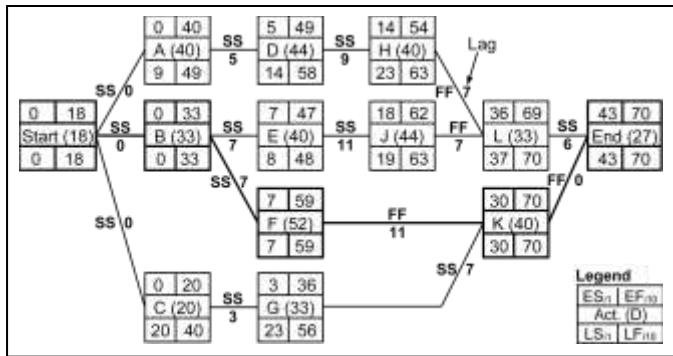 0 40
A (40)
9 49
SS
5
5 49
D (44)
14 58
SS
9
14 54
H (40)
23 63
Lag
SS 0
FF 7
0 18
Start (18)
0 18
SS
0
0 33
B (33)
0 33
SS
7
7 47
E (40)
8 48
SS
11
18 62
J (44)
19 63
FF
7
36 69
L (33)
37 70
SS
6
43 70
End (27)
43 70
SS 7
FF 0
SS 0
7 59
F (52)
7 59
FF
11
30 70
K (40)
30 70
SS 7
0 20
C (20)
20 40
SS
3
3 36
G (33)
23 56
Legend
ES/1 EF/10
Act. (D)
LS/1 LF/10